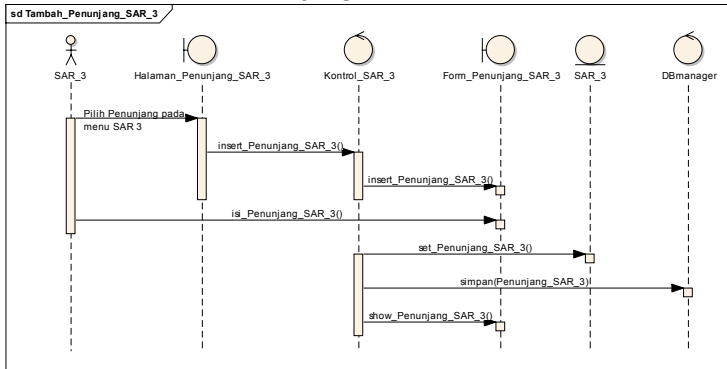 sd Tambah_Penunjang_SAR_3
SAR_3
Halaman_Penunjang_SAR_3
Kontrol_SAR_3
Form_Penunjang_SAR_3
SAR_3
DBmanager
Pilih Penunjang pada
menu SAR 3
insert_Penunjang_SAR_3()
insert_Penunjang_SAR_3()
isi_Penunjang_SAR_3()
set_Penunjang_SAR_3()
simpan(Penunjang_SAR_3)
show_Penunjang_SAR_3()